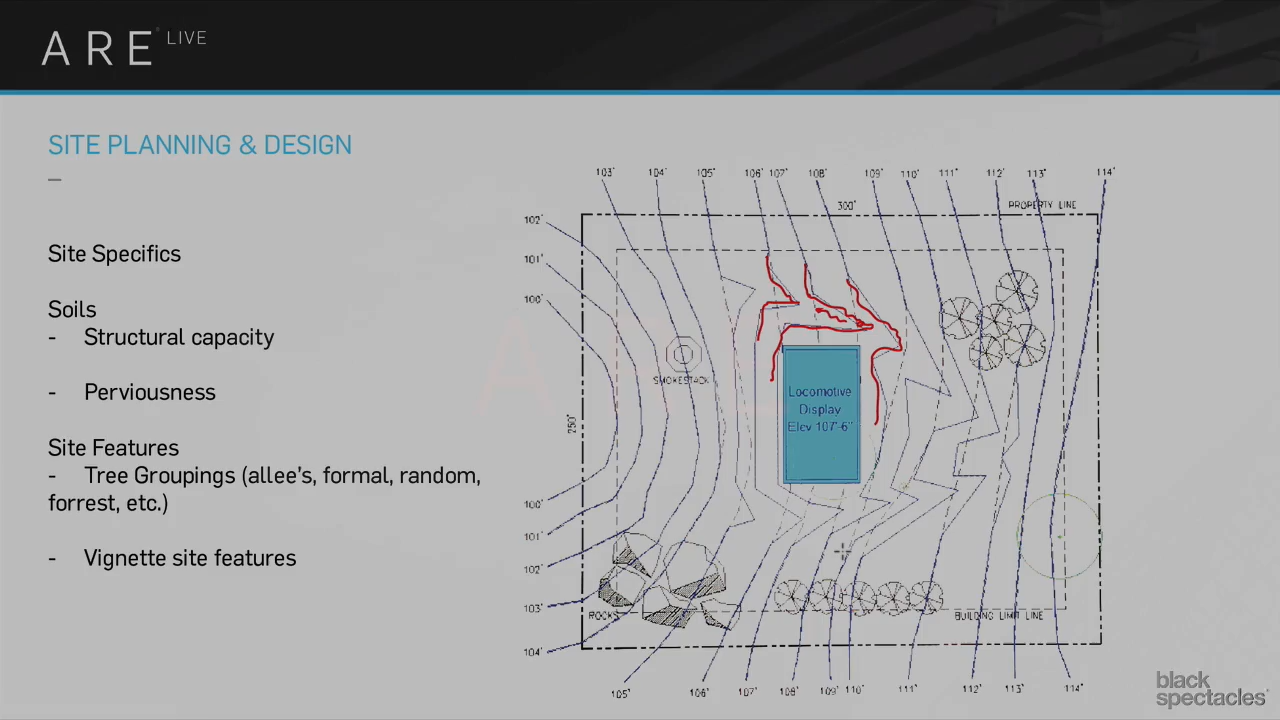 ARE LIVE
SITE PLANNING & DESIGN
Site Specifics
Soils
- Structural capacity
- Perviousness
Site Features
- Tree Groupings (allee's, formal, random,
forrest, etc.)
- Vignette site features
103' 104' 105' 106' 107' 108' 109' 110' 111' 112' 113' 114'
300' PROPERTY LINE
102'
101'
100'
SMOKESTACK
250'
Locomotive
Display
Elev 107'-6"
100'
101'
102'
103'
ROCKS BUILDING LIMIT LINE
104'
105' 106' 107' 108' 109' 110' 111' 112' 113' 114'
black
spectacles